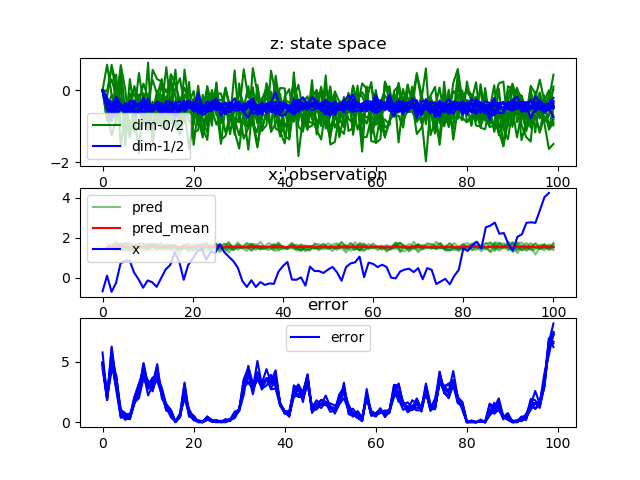 z: state space
0
−2
dim-0/2
dim-1/2
0 20 40 60 80 100
x: observation
4
2
0
pred
pred_mean
x
0 20 40 60 80 100
error
5
0
error
0 20 40 60 80 100